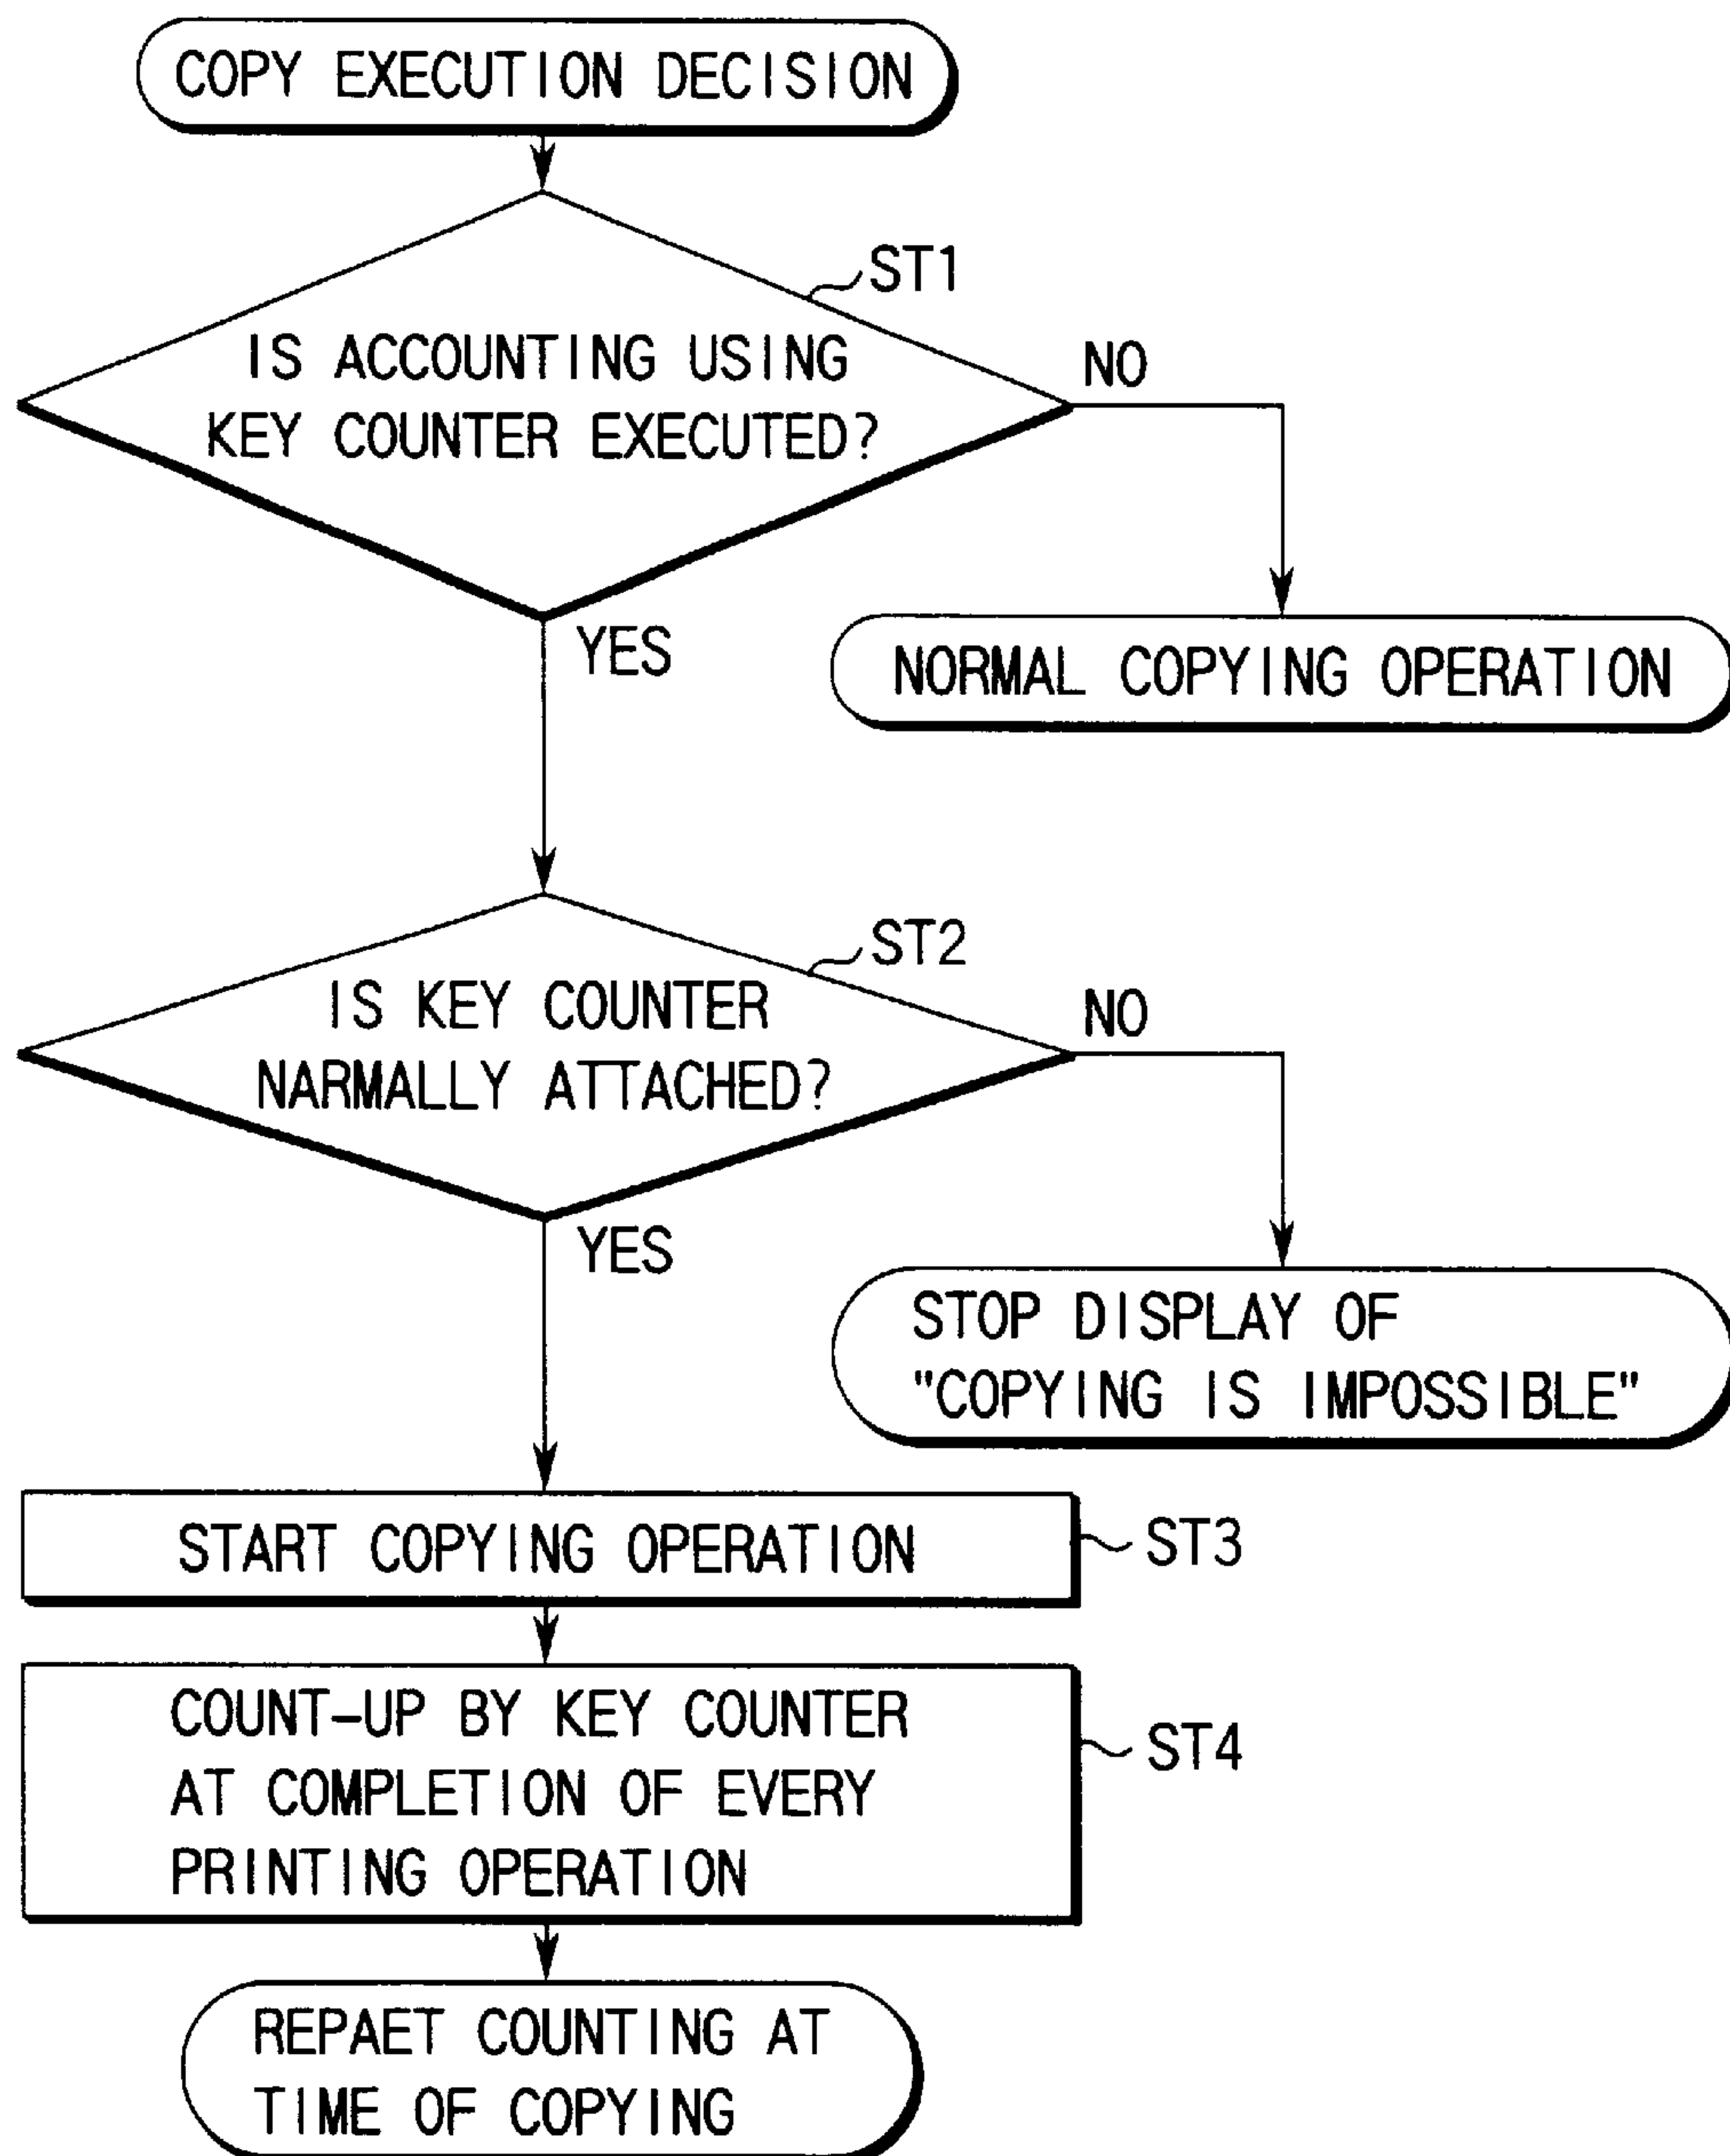 COPY EXECUTION DECISION
ST1
IS ACCOUNTING USING
KEY COUNTER EXECUTED?
NO
YES
NORMAL COPYING OPERATION
ST2
IS KEY COUNTER
NARMALLY ATTACHED?
NO
YES
STOP DISPLAY OF
"COPYING IS IMPOSSIBLE"
START COPYING OPERATION
ST3
COUNT-UP BY KEY COUNTER
AT COMPLETION OF EVERY
PRINTING OPERATION
ST4
REPAET COUNTING AT
TIME OF COPYING